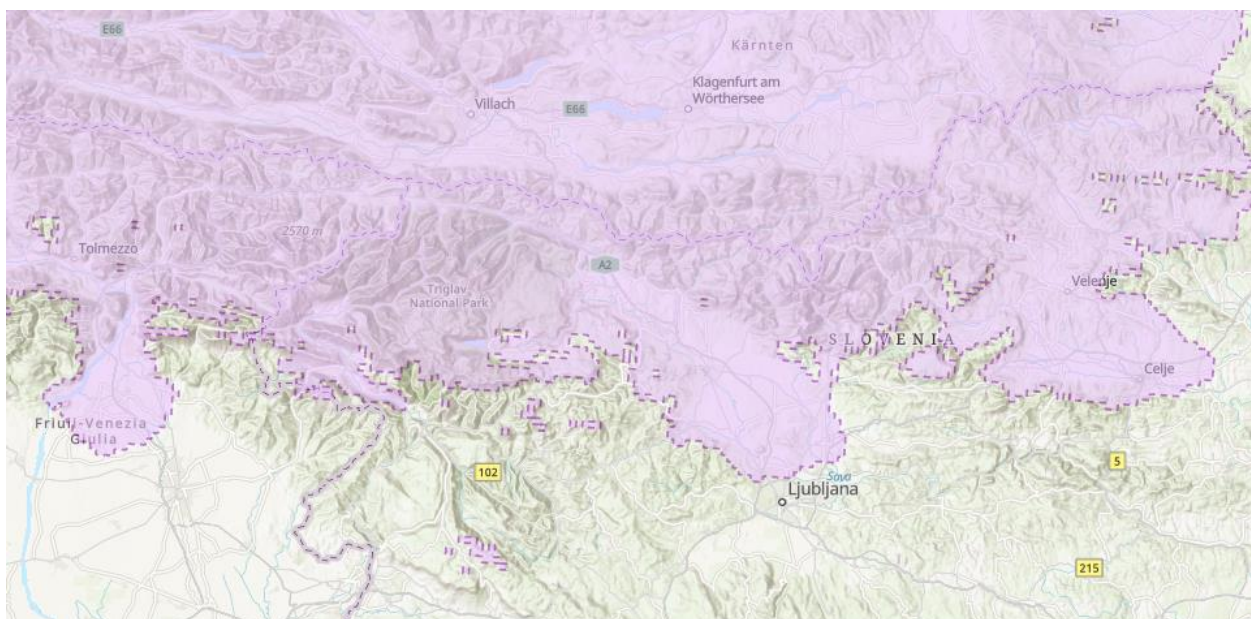 E66
Kärnten
Villach
E66
Klagenfurt am
Wörthersee
2570 m
Tolmezzo
A2
Triglav
National Park
Velenje
SLOVENIA
Celje
Friuli-Venezia
Giulia
102
5
Sava
Ljubljana
215